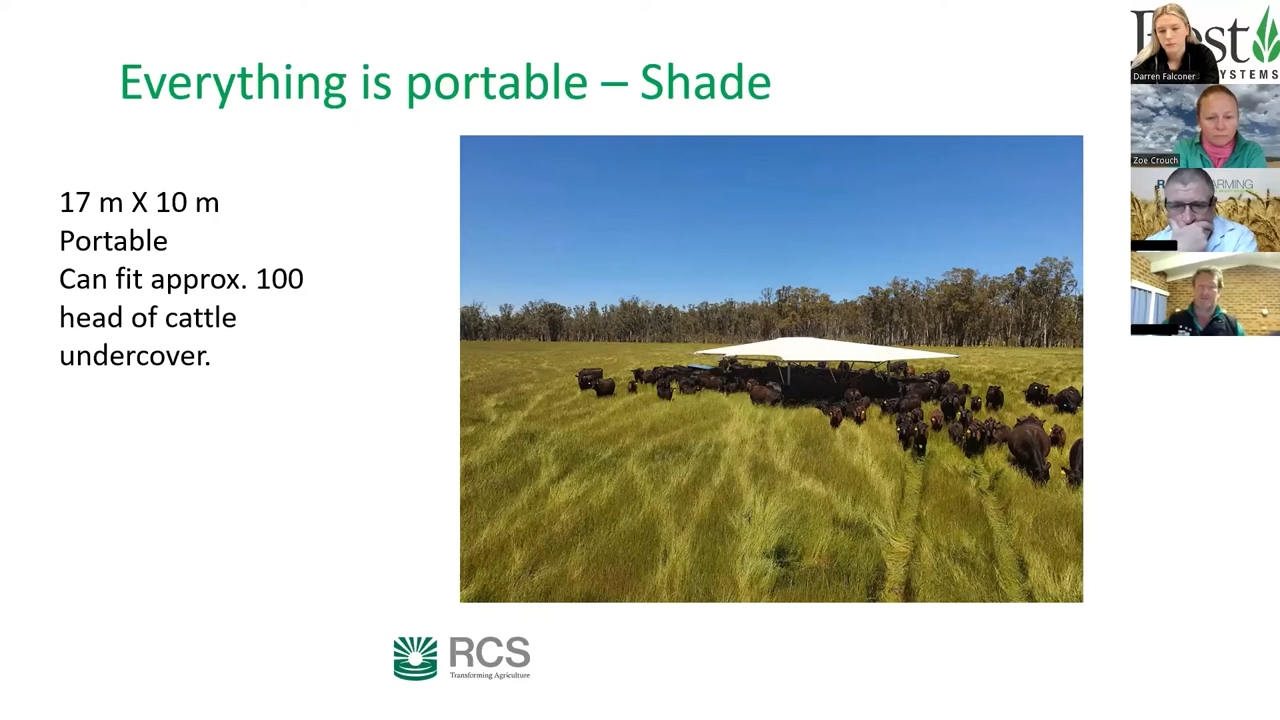 Everything is portable – Shade
17 m X 10 m
Portable
Can fit approx. 100
head of cattle
undercover.
RCS
Transforming Agriculture
Darren Falconer
Zoe Crouch